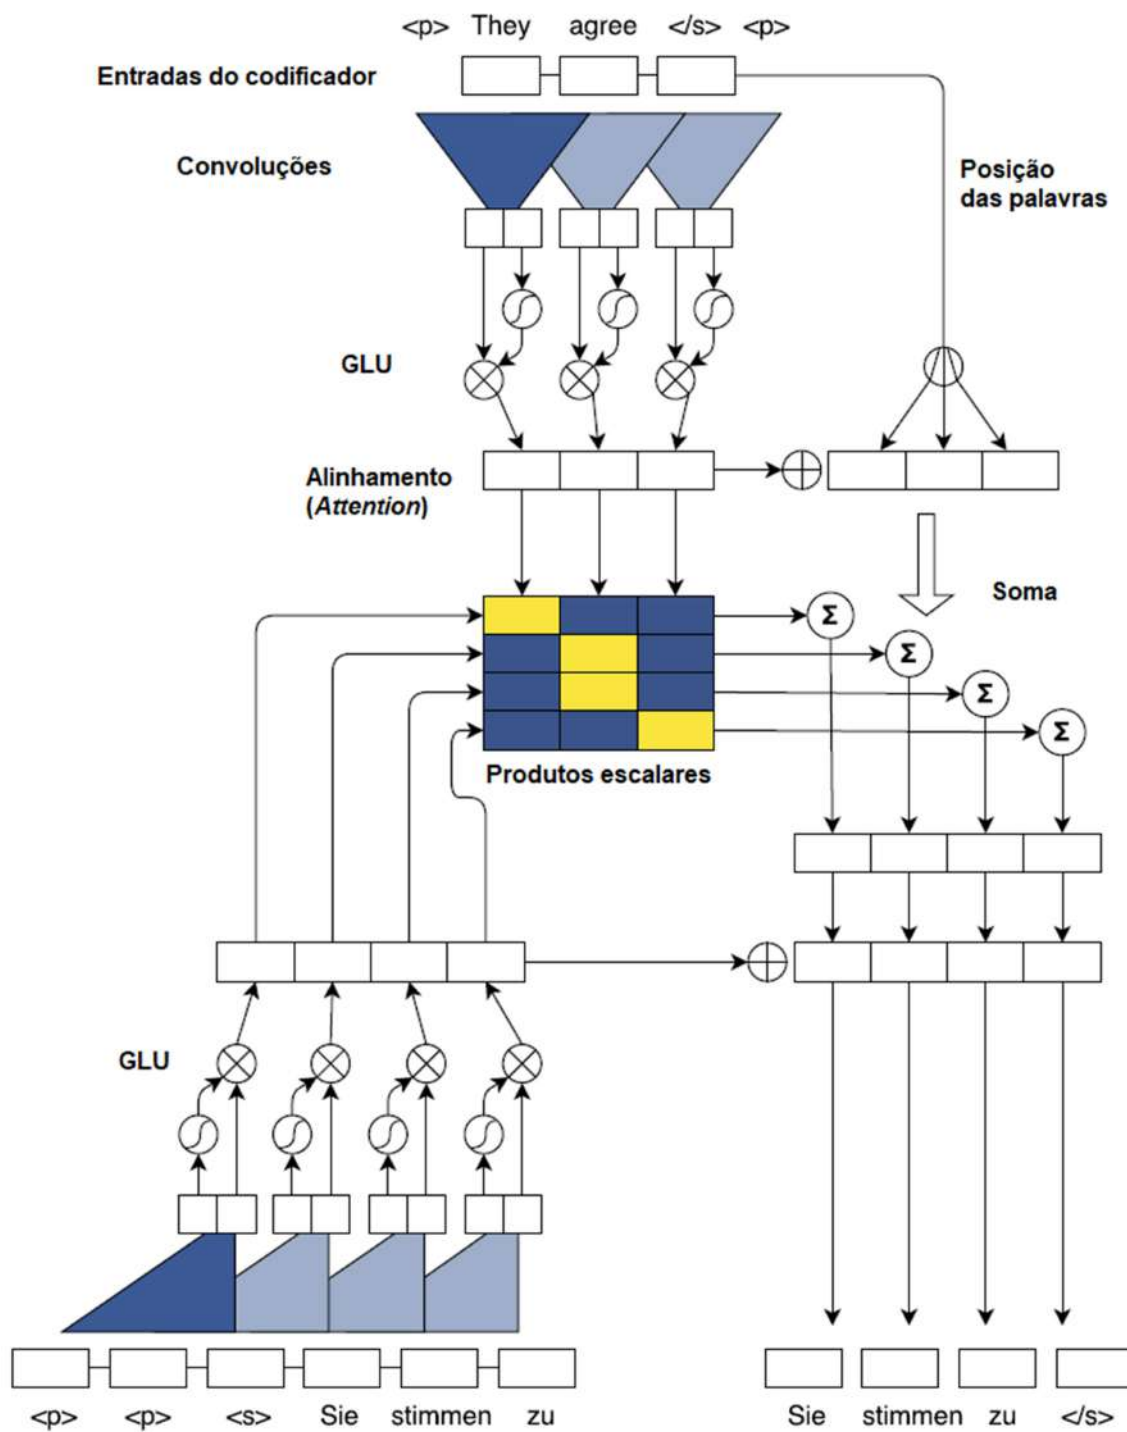 <p> They agree </s> <p>
Entradas do codificador
Convoluções
Posição
das palavras
GLU
Alinhamento
(Attention)
Soma
Σ
Σ
Σ
Σ
Produtos escalares
GLU
<p> <p> <s> Sie stimmen zu
Sie stimmen zu </s>